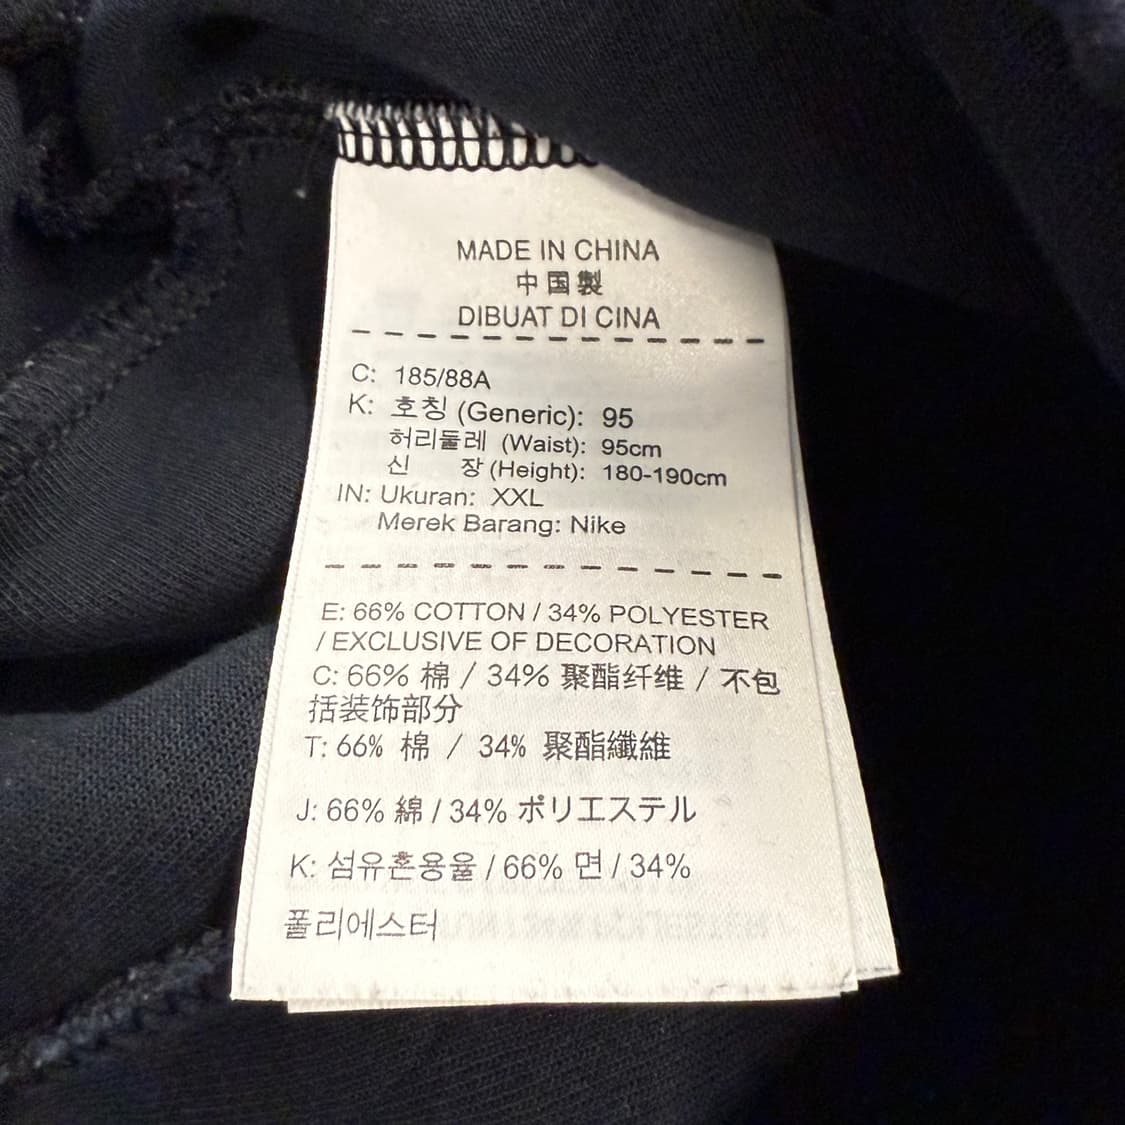 MADE IN CHINA
中国製
DIBUAT DI CINA
C: 185/88A
K: 호칭 (Generic): 95
허리둘레 (Waist): 95cm
신 장 (Height): 180-190cm
IN: Ukuran: XXL
Merek Barang: Nike
E: 66% COTTON / 34% POLYESTER
/ EXCLUSIVE OF DECORATION
C: 66% 棉 / 34% 聚酯纤维 / 不包
括装饰部分
T: 66% 棉 / 34% 聚酯纖維
J: 66% 綿 / 34% ポリエステル
K: 섬유혼용율 / 66% 면 / 34%
폴리에스터